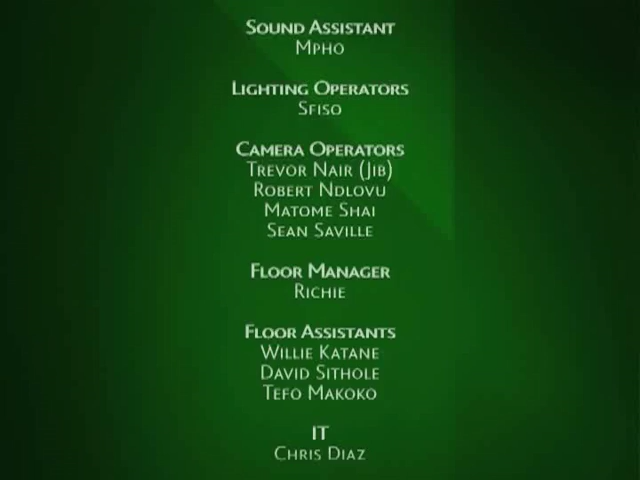 Sound Assistant
Mpho
Lighting Operators
Sfiso
Camera Operators
Trevor Nair (Jib)
Robert Ndlovu
Matome Shai
Sean Saville
Floor Manager
Richie
Floor Assistants
Willie Katane
David Sithole
Tefo Makoko
IT
Chris Diaz